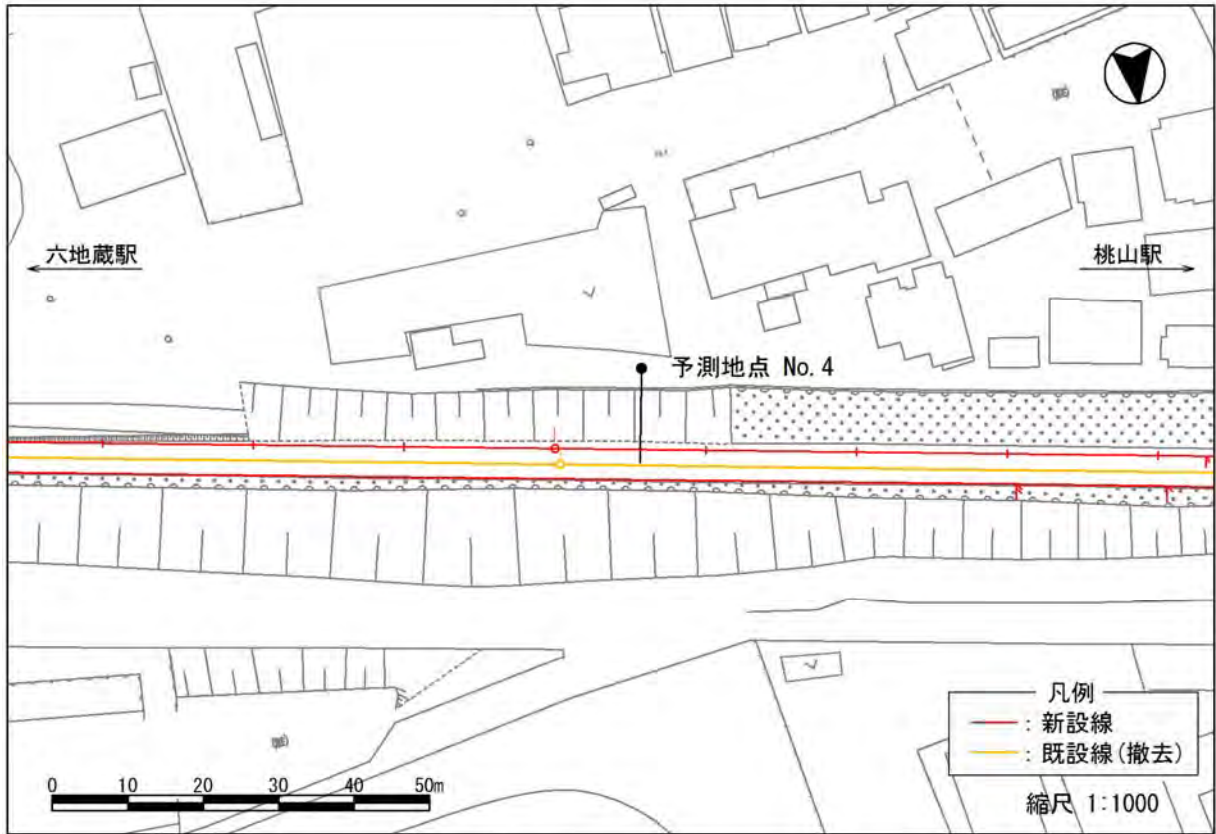 六地蔵駅
桃山駅
予測地点 No. 4
凡例
: 新設線
: 既設線(撤去)
0 10 20 30 40 50m
縮尺 1:1000